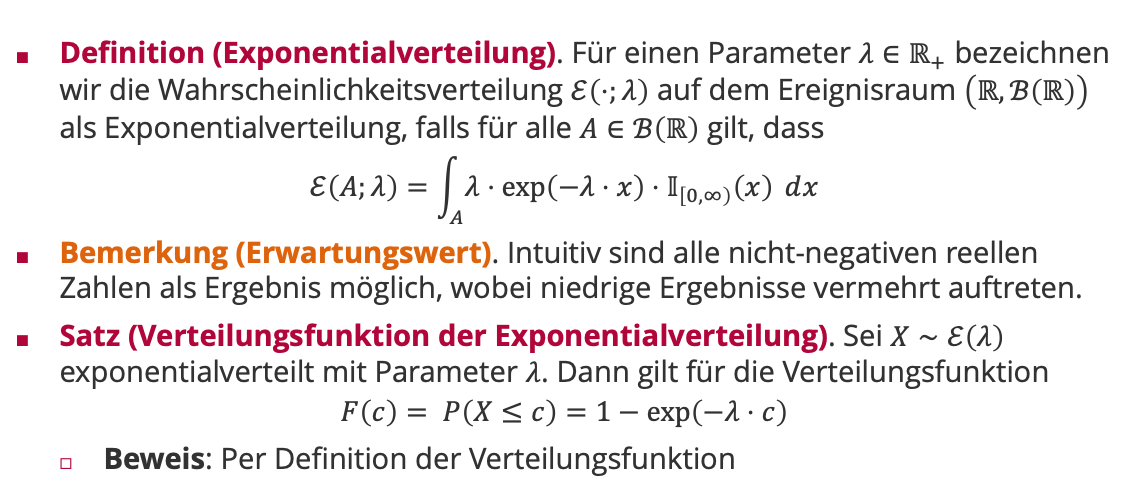 ▪ Definition (Exponentialverteilung). Für einen Parameter λ ∈ ℝ₊ bezeichnen
wir die Wahrscheinlichkeitsverteilung ℰ(·; λ) auf dem Ereignisraum (ℝ, ℬ(ℝ))
als Exponentialverteilung, falls für alle A ∈ ℬ(ℝ) gilt, dass
ℰ(A; λ) = ∫_A λ · exp(−λ · x) · 𝕀_[0,∞)(x) dx
▪ Bemerkung (Erwartungswert). Intuitiv sind alle nicht-negativen reellen
Zahlen als Ergebnis möglich, wobei niedrige Ergebnisse vermehrt auftreten.
▪ Satz (Verteilungsfunktion der Exponentialverteilung). Sei X ~ ℰ(λ)
exponentialverteilt mit Parameter λ. Dann gilt für die Verteilungsfunktion
F(c) = P(X ≤ c) = 1 − exp(−λ · c)
▫ Beweis: Per Definition der Verteilungsfunktion